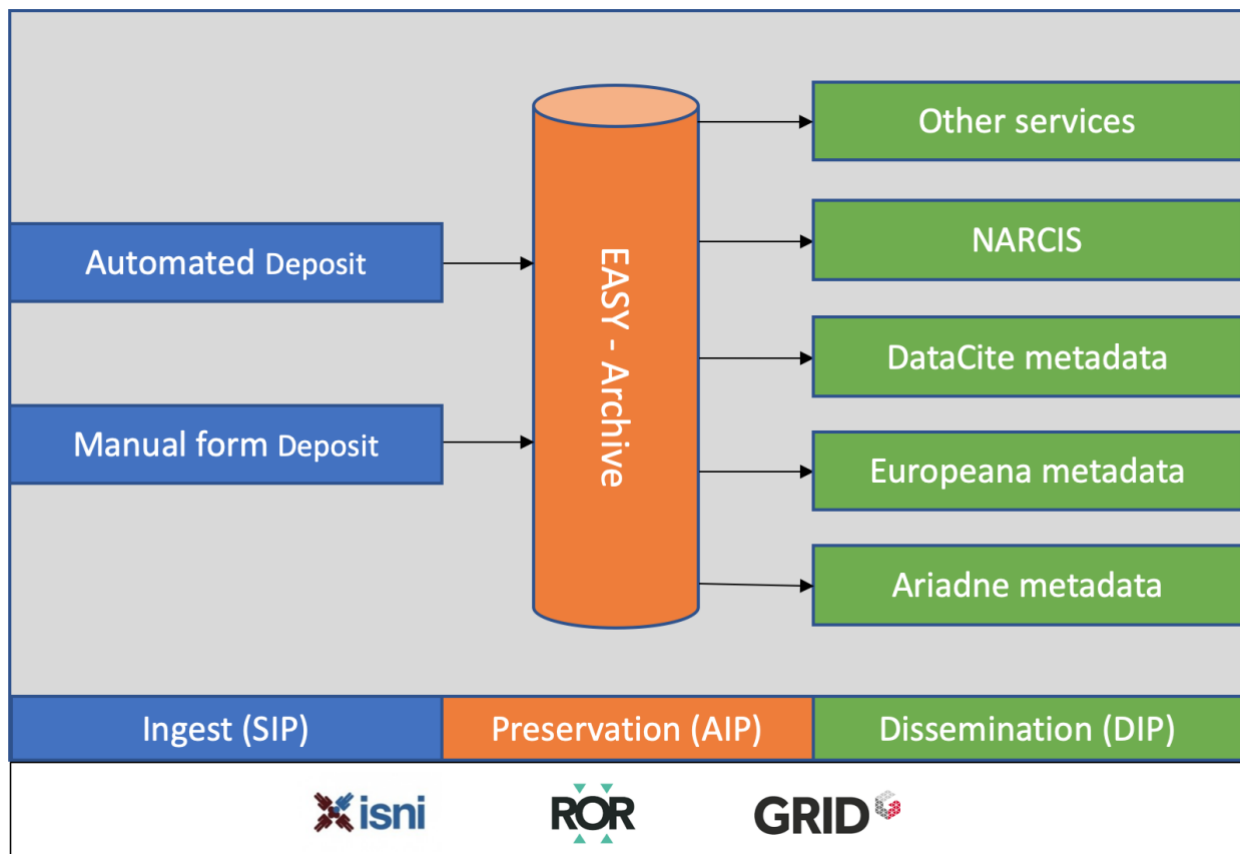 Other services
NARCIS
Automated Deposit
EASY - Archive
DataCite metadata
Manual form Deposit
Europeana metadata
Ariadne metadata
Ingest (SIP)
Preservation (AIP)
Dissemination (DIP)
isni
ROR
GRID